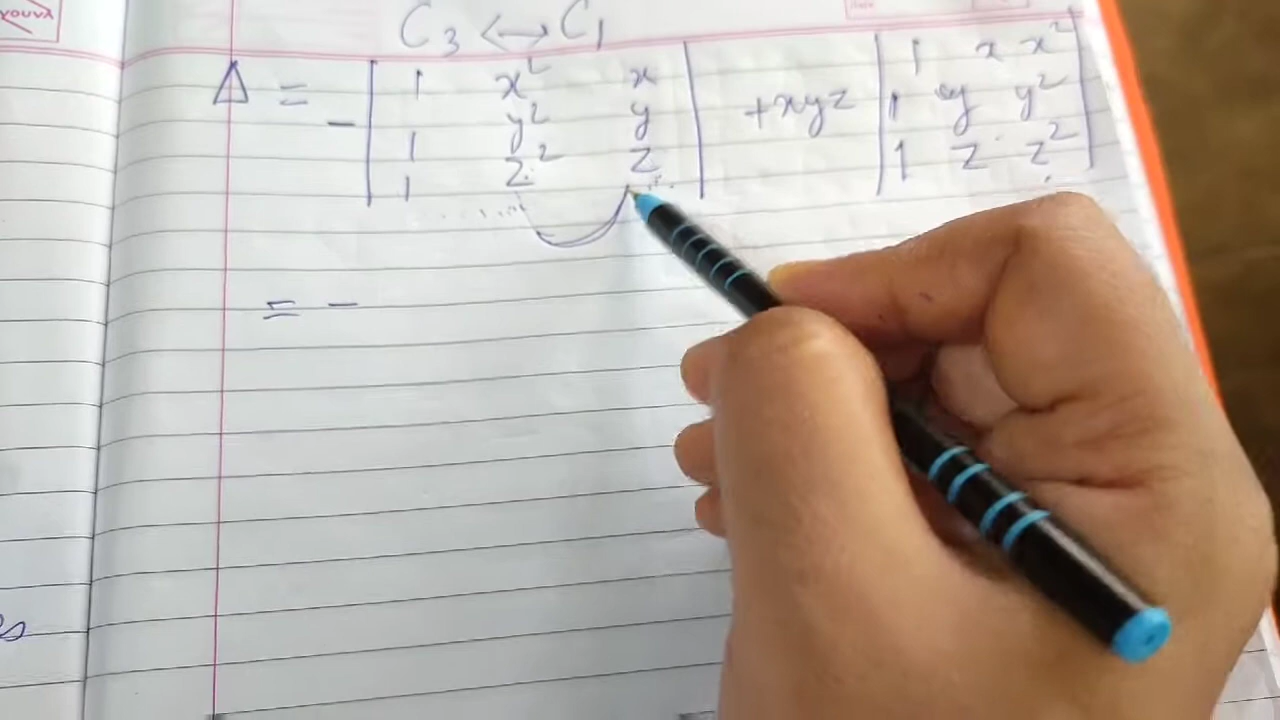 C₃ ↔ C₁
Δ = - | 1 x² x | + xyz | 1 x x² |
| 1 y² y | | 1 y y² |
| 1 z² z | | 1 z z² |
= -